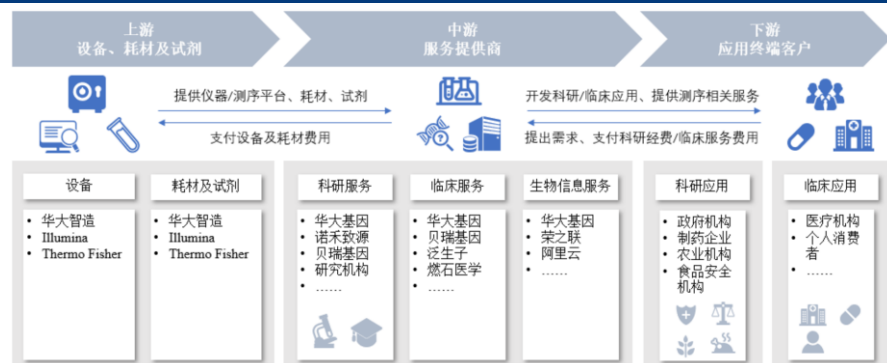 上游
设备、耗材及试剂
中游
服务提供商
下游
应用终端客户
提供仪器/测序平台、耗材、试剂
支付设备及耗材费用
开发科研/临床应用、提供测序相关服务
提出需求、支付科研经费/临床服务费用
设备
• 华大智造
• Illumina
• Thermo Fisher
耗材及试剂
• 华大智造
• Illumina
• Thermo Fisher
科研服务
• 华大基因
• 诺禾致源
• 贝瑞基因
• 研究机构
• ……
临床服务
• 华大基因
• 贝瑞基因
• 泛生子
• 燃石医学
• ……
生物信息服务
• 华大基因
• 荣之联
• 阿里云
• ……
科研应用
• 政府机构
• 制药企业
• 农业机构
• 食品安全
机构
临床应用
• 医疗机构
• 个人消费
者
• ……